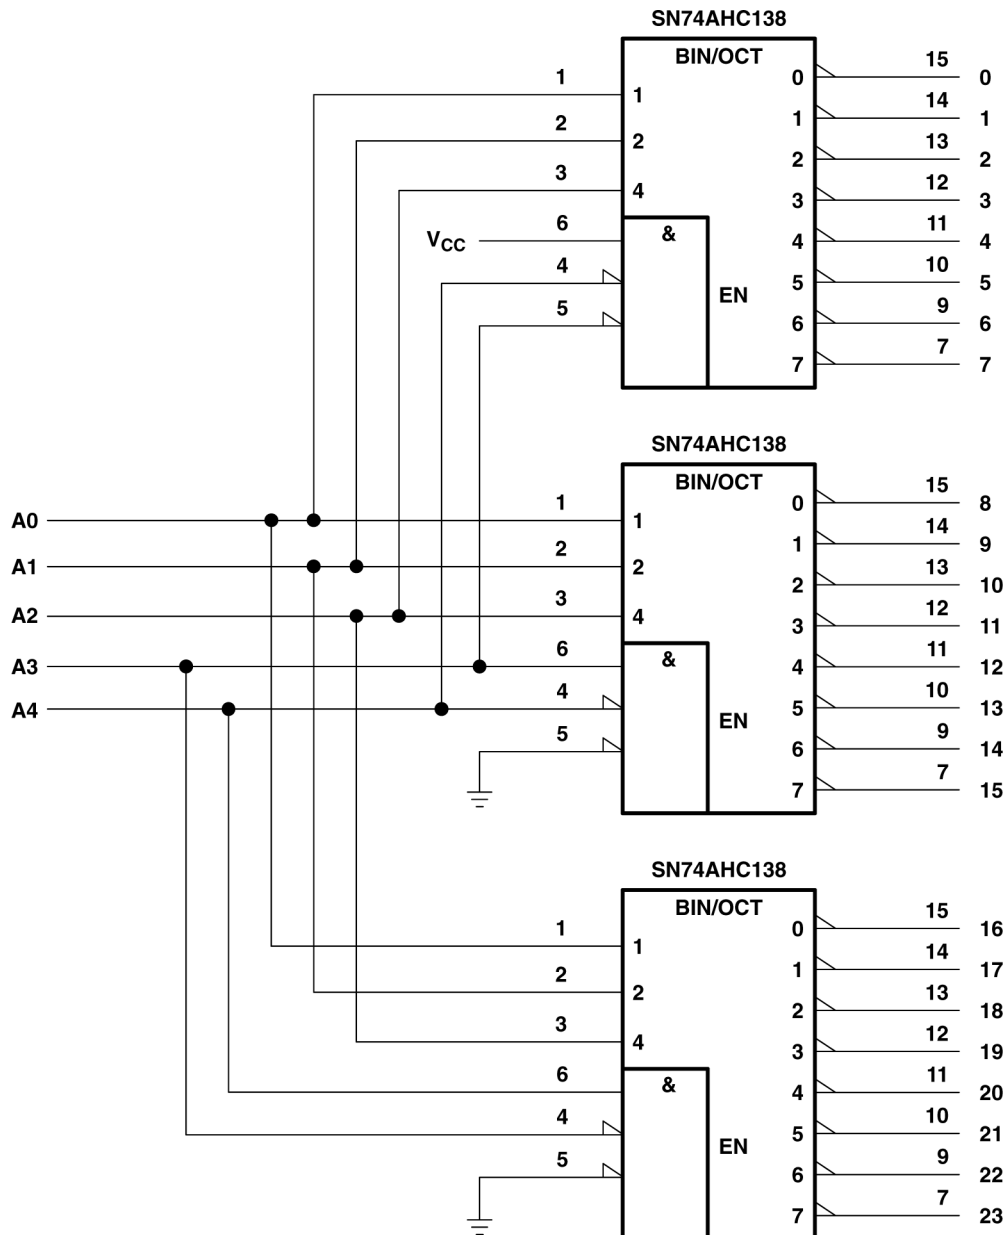 SN74AHC138
BIN/OCT
1 1
2 2
3 4
VCC 6 &
4
5
EN
0 15 0
1 14 1
2 13 2
3 12 3
4 11 4
5 10 5
6 9 6
7 7 7
SN74AHC138
BIN/OCT
A0 1 1
A1 2 2
A2 3 4
A3 6 &
A4 4
5
EN
0 15 8
1 14 9
2 13 10
3 12 11
4 11 12
5 10 13
6 9 14
7 7 15
SN74AHC138
BIN/OCT
1 1
2 2
3 4
6 &
4
5
EN
0 15 16
1 14 17
2 13 18
3 12 19
4 11 20
5 10 21
6 9 22
7 7 23